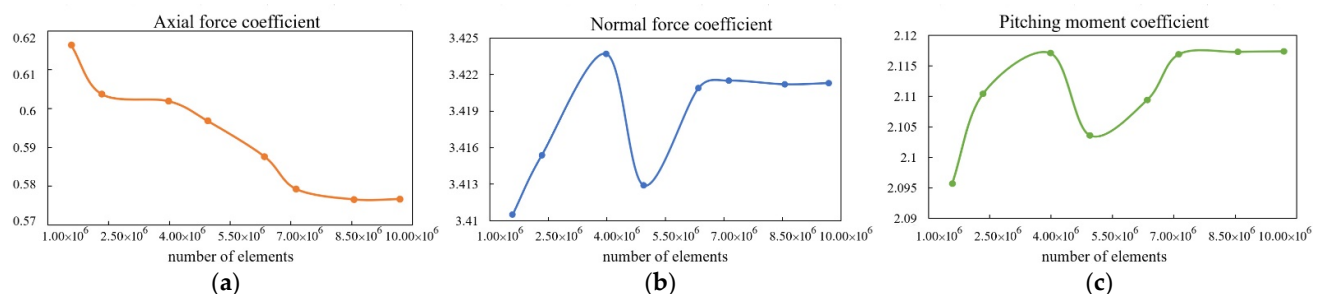 Axial force coefficient
0.62
0.61
0.6
0.59
0.58
0.57
1.00×10⁶ 2.50×10⁶ 4.00×10⁶ 5.50×10⁶ 7.00×10⁶ 8.50×10⁶ 10.00×10⁶
number of elements
(a)
Normal force coefficient
3.425
3.422
3.419
3.416
3.413
3.41
1.00×10⁶ 2.50×10⁶ 4.00×10⁶ 5.50×10⁶ 7.00×10⁶ 8.50×10⁶ 10.00×10⁶
number of elements
(b)
Pitching moment coefficient
2.12
2.115
2.11
2.105
2.1
2.095
2.09
1.00×10⁶ 2.50×10⁶ 4.00×10⁶ 5.50×10⁶ 7.00×10⁶ 8.50×10⁶ 10.00×10⁶
number of elements
(c)